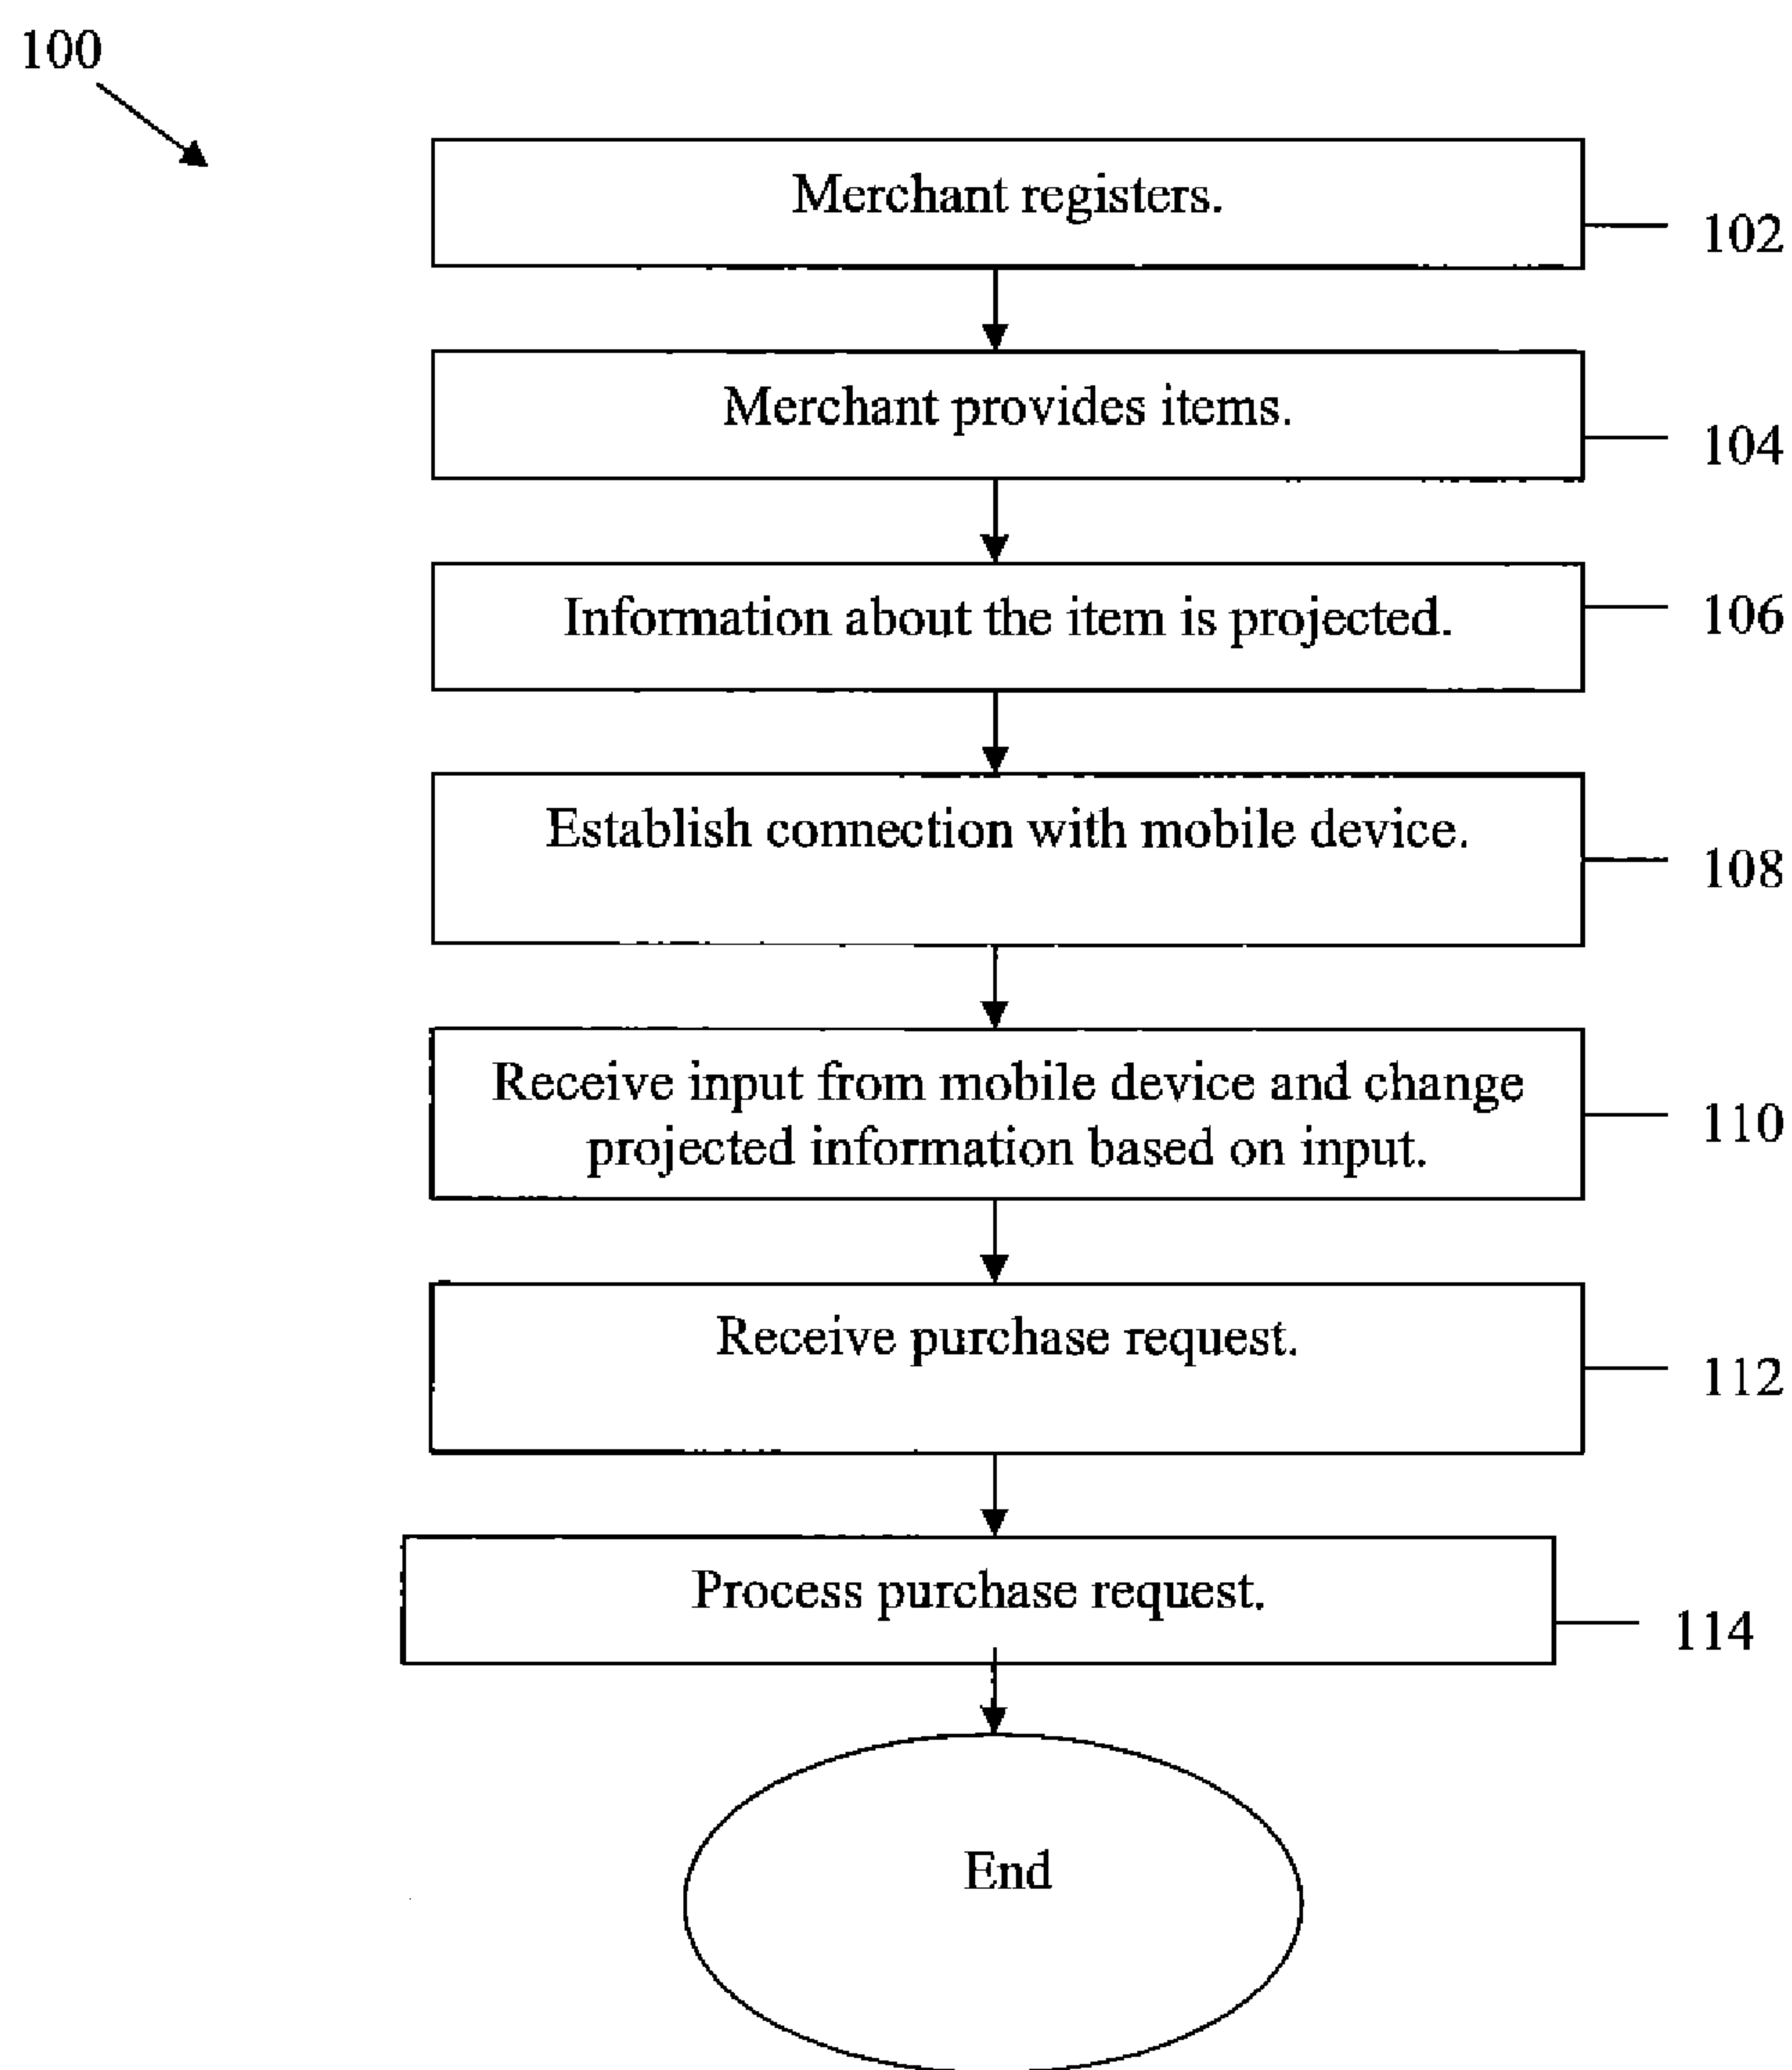 100
Merchant registers.
102
Merchant provides items.
104
Information about the item is projected.
106
Establish connection with mobile device.
108
Receive input from mobile device and change
projected information based on input.
110
Receive purchase request.
112
Process purchase request.
114
End